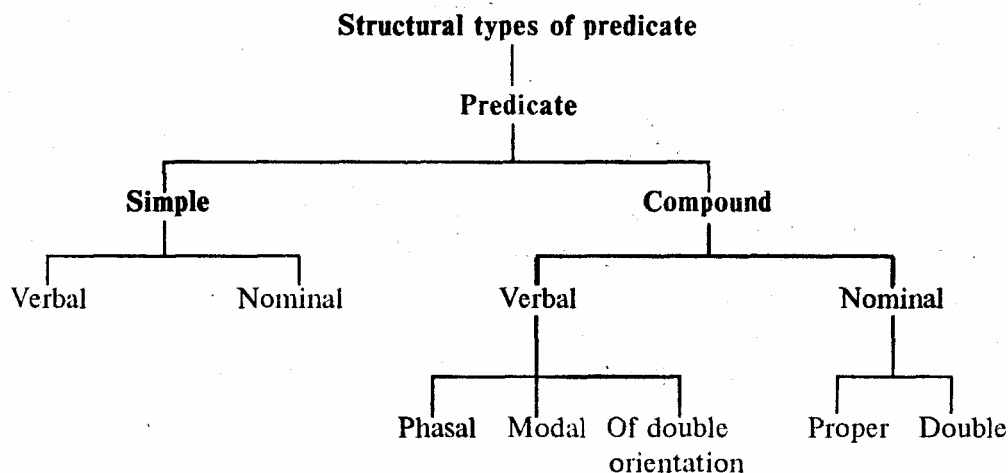 Structural types of predicate
Predicate
Simple Compound
Verbal Nominal Verbal Nominal
Phasal Modal Of double Proper Double
orientation